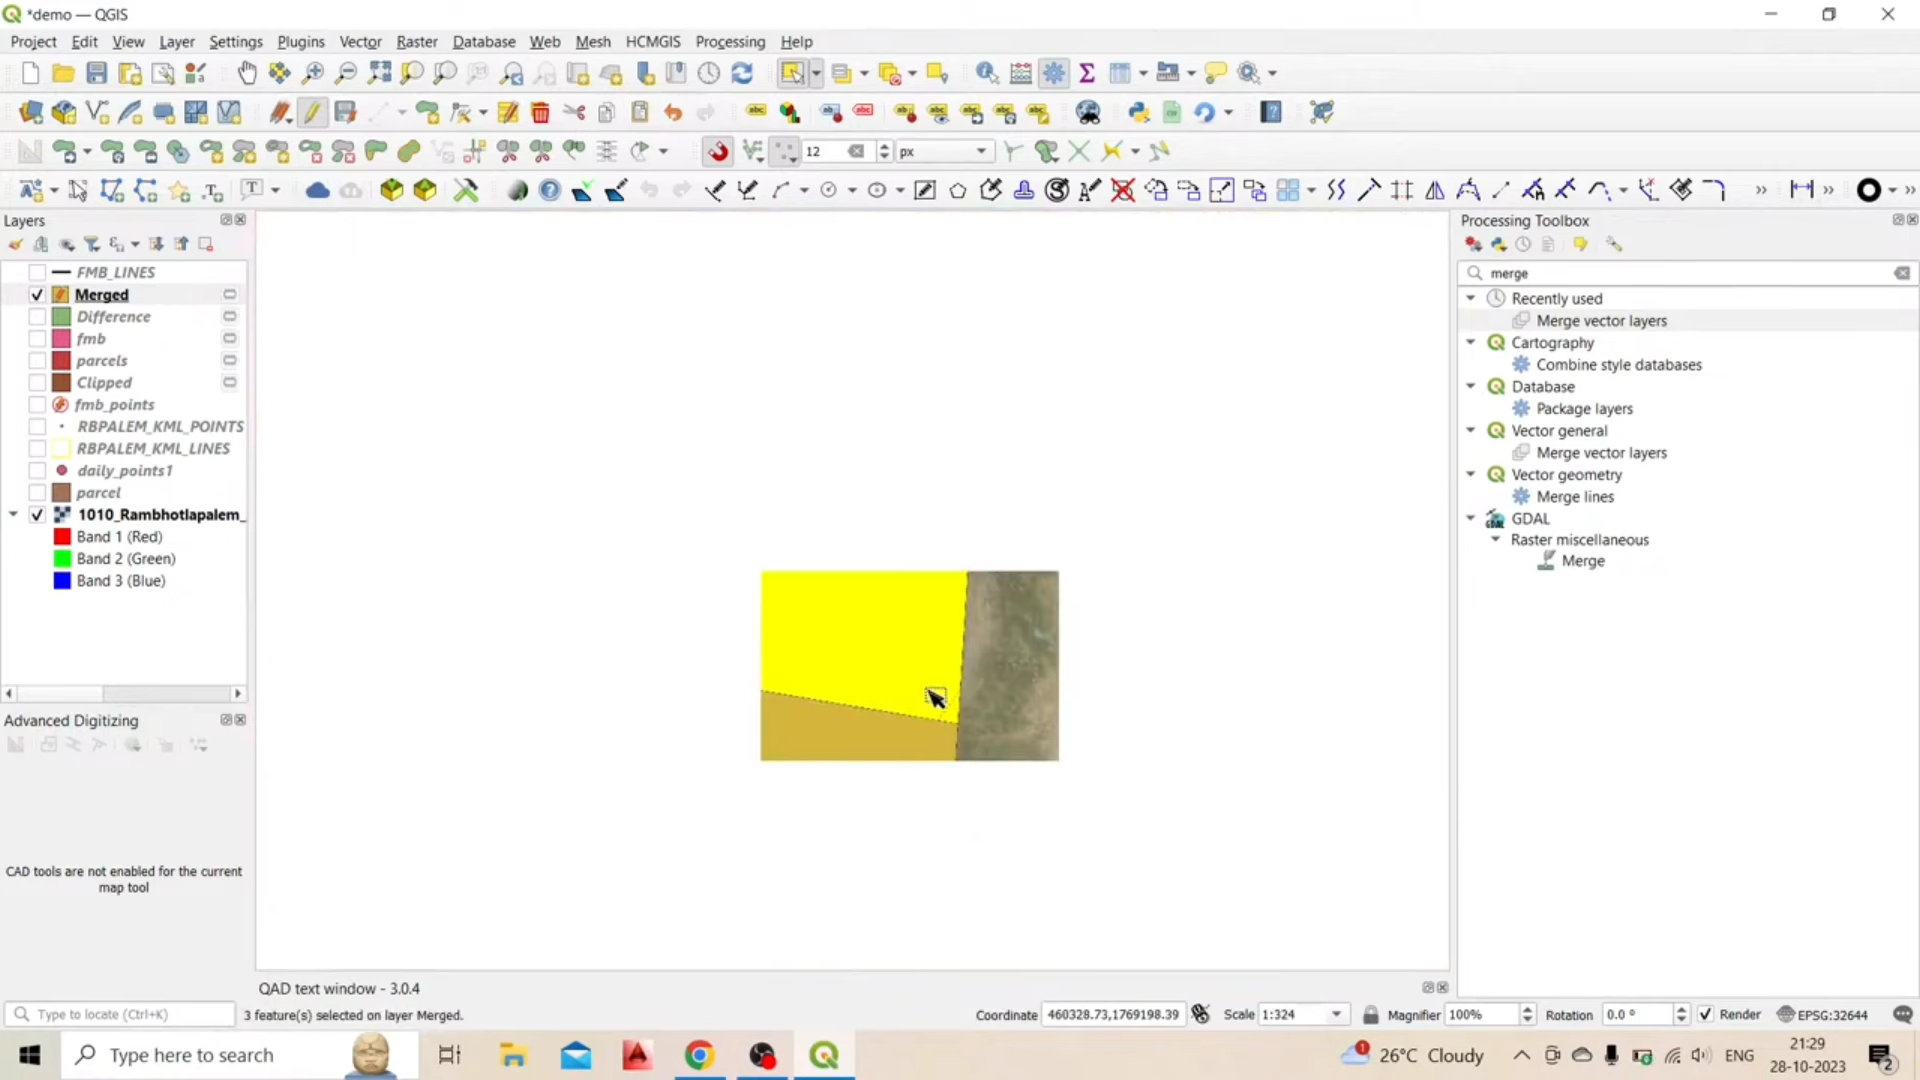 *demo — QGIS
Project Edit View Layer Settings Plugins Vector Raster Database Web Mesh HCMGIS Processing Help
12 px
Layers
FMB_LINES
Merged
Difference
fmb
parcels
Clipped
fmb_points
RBPALEM_KML_POINTS
RBPALEM_KML_LINES
daily_points1
parcel
1010_Rambhotlapalem_
Band 1 (Red)
Band 2 (Green)
Band 3 (Blue)
Advanced Digitizing
CAD tools are not enabled for the current
map tool
Processing Toolbox
merge
Recently used
Merge vector layers
Cartography
Combine style databases
Database
Package layers
Vector general
Merge vector layers
Vector geometry
Merge lines
GDAL
Raster miscellaneous
Merge
QAD text window - 3.0.4
Type to locate (Ctrl+K) 3 feature(s) selected on layer Merged. Coordinate 460328.73,1769198.39 Scale 1:324 Magnifier 100% Rotation 0.0 ° Render EPSG:32644
Type here to search 26°C Cloudy ENG 21:29
28-10-2023